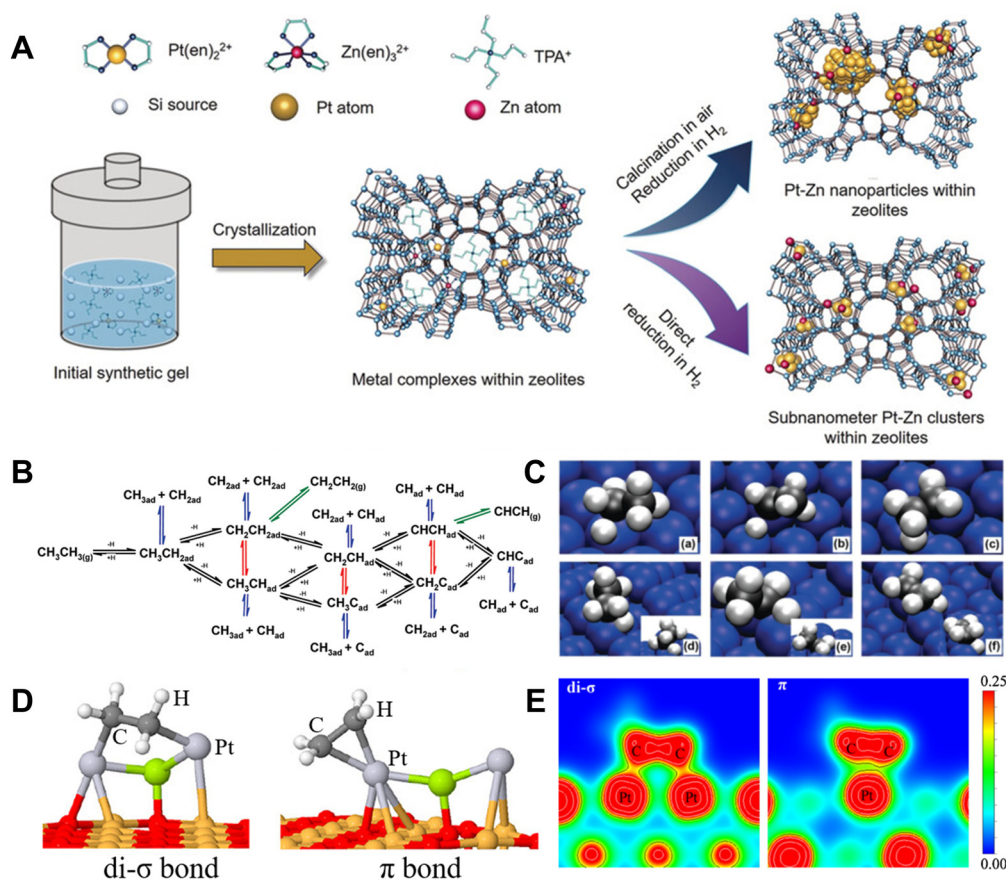 A
Pt(en)₂²⁺
Zn(en)₃²⁺
TPA⁺
Si source
Pt atom
Zn atom
Initial synthetic gel
Crystallization
Metal complexes within zeolites
Calcination in air
Reduction in H₂
Direct
reduction in H₂
Pt-Zn nanoparticles within
zeolites
Subnanometer Pt-Zn clusters
within zeolites
B
CH₃ad + CH₂ad
CH₂ad + CH₂ad
CH₂CH₂(g)
CH₂ad + CHad
CHad + CHad
CHCH(g)
CH₃CH₃(g)
-H
+H
CH₃CH₂ad
-H
+H
CH₂CH₂ad
-H
+H
CH₂CHad
-H
+H
CHCHad
-H
+H
CHCad
-H
+H
CH₃CHad
-H
+H
-H
+H
CH₃Cad
-H
+H
-H
+H
CH₂Cad
-H
+H
CH₃ad + CHad
CH₃ad + Cad
CH₂ad + Cad
CHad + Cad
C
(a)
(b)
(c)
(d)
(e)
(f)
D
H
C
Pt
di-σ bond
H
C
Pt
π bond
E
di-σ
C C
Pt Pt
π
C C
Pt
0.25
0.00